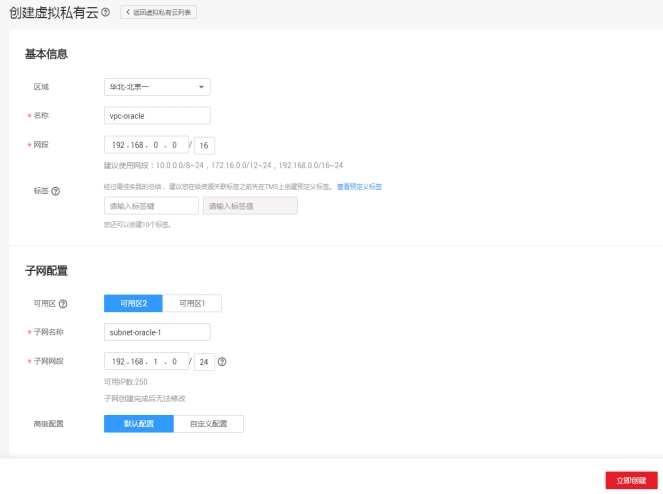 创建虚拟私有云 ? < 返回虚拟私有云列表
基本信息
区域 华北-北京一
* 名称 vpc-oracle
* 网段 192 . 168 . 0 . 0 / 16
建议使用网段：10.0.0.0/8~24，172.16.0.0/12~24，192.168.0.0/16~24
标签 ? 经过最佳实践的总结，建议您在给资源关联标签之前先在TMS上创建预定义标签。 查看预定义标签
请输入标签键 请输入标签值
您还可以创建10个标签。
子网配置
可用区 ? 可用区2 可用区1
* 子网名称 subnet-oracle-1
* 子网网段 192 . 168 . 1 . 0 / 24 ?
可用IP数:250
子网创建完成后无法修改
高级配置 默认配置 自定义配置
立即创建